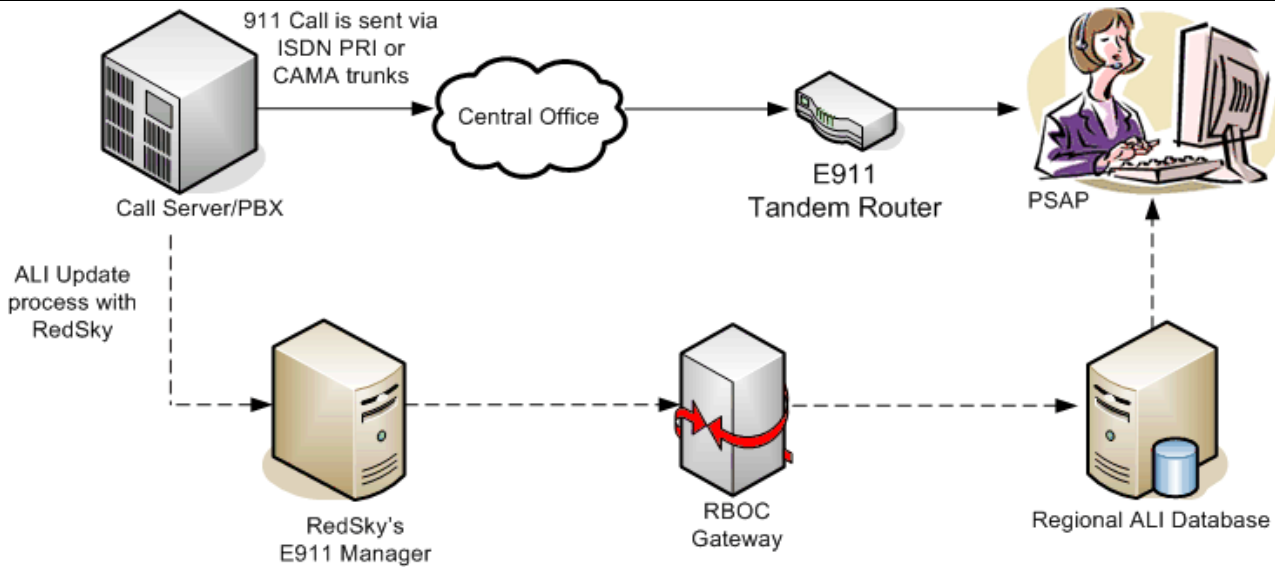 911 Call is sent via
ISDN PRI or
CAMA trunks
Central Office
E911
Tandem Router
PSAP
Call Server/PBX
ALI Update
process with
RedSky
RedSky's
E911 Manager
RBOC
Gateway
Regional ALI Database